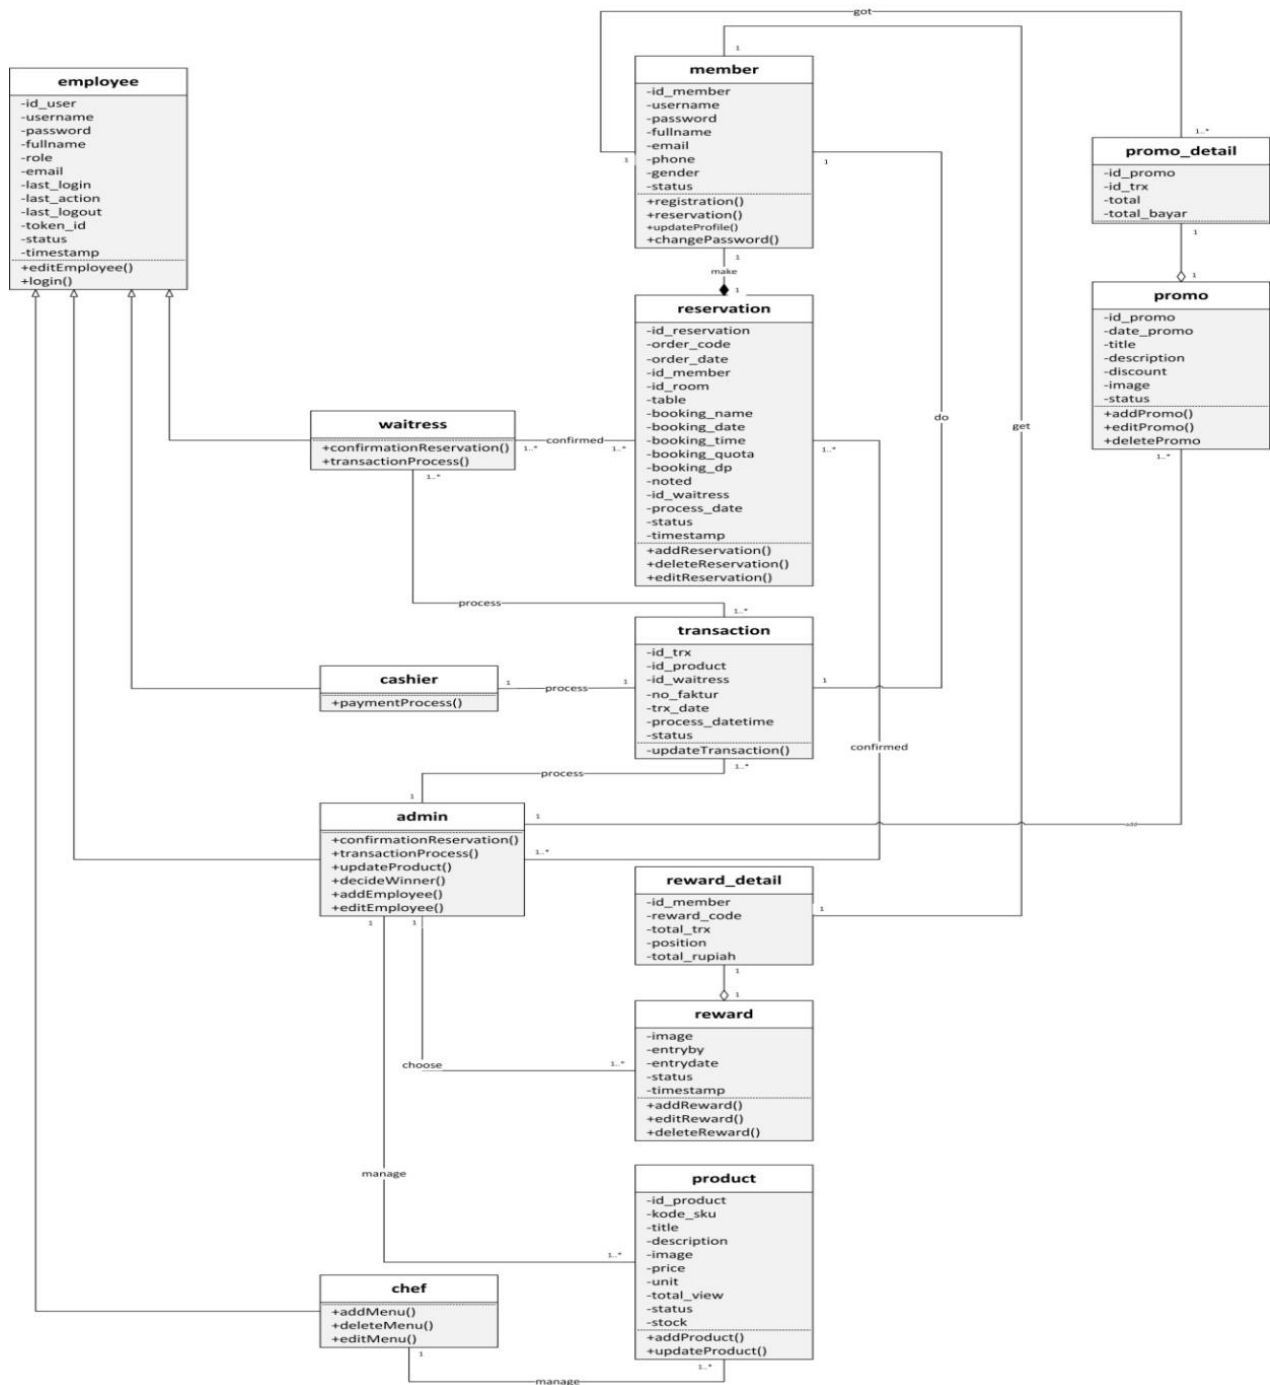 got
1
member
-id_member
-username
-password
-fullname
-email
-phone
-gender
-status
+registration()
+reservation()
+updateProfile()
+changePassword()
1
1
1
make
1
employee
-id_user
-username
-password
-fullname
-role
-email
-last_login
-last_action
-last_logout
-token_id
-status
-timestamp
+editEmployee()
+login()
1..*
promo_detail
-id_promo
-id_trx
-total
-total_bayar
1
1
promo
-id_promo
-date_promo
-title
-description
-discount
-image
-status
+addPromo()
+editPromo()
+deletePromo
1..*
reservation
-id_reservation
-order_code
-order_date
-id_member
-id_room
-table
-booking_name
-booking_date
-booking_time
-booking_quota
-booking_dp
-noted
-id_waitress
-process_date
-status
-timestamp
+addReservation()
+deleteReservation()
+editReservation()
do
get
waitress
+confirmationReservation()
+transactionProcess()
1..*
confirmed
1..*
1..*
1..*
process
1..*
transaction
-id_trx
-id_product
-id_waitress
-no_faktur
-trx_date
-process_datetime
-status
-updateTransaction()
1
1..*
cashier
+paymentProcess()
1
process
1
confirmed
process
1
admin
+confirmationReservation()
+transactionProcess()
+updateProduct()
+decideWinner()
+addEmployee()
+editEmployee()
1
1..*
1
1
reward_detail
-id_member
-reward_code
-total_trx
-position
-total_rupiah
1
1
1
reward
-image
-entryby
-entrydate
-status
-timestamp
+addReward()
+editReward()
+deleteReward()
choose
1..*
manage
1..*
product
-id_product
-kode_sku
-title
-description
-image
-price
-unit
-total_view
-status
-stock
+addProduct()
+updateProduct()
1..*
chef
+addMenu()
+deleteMenu()
+editMenu()
1
manage